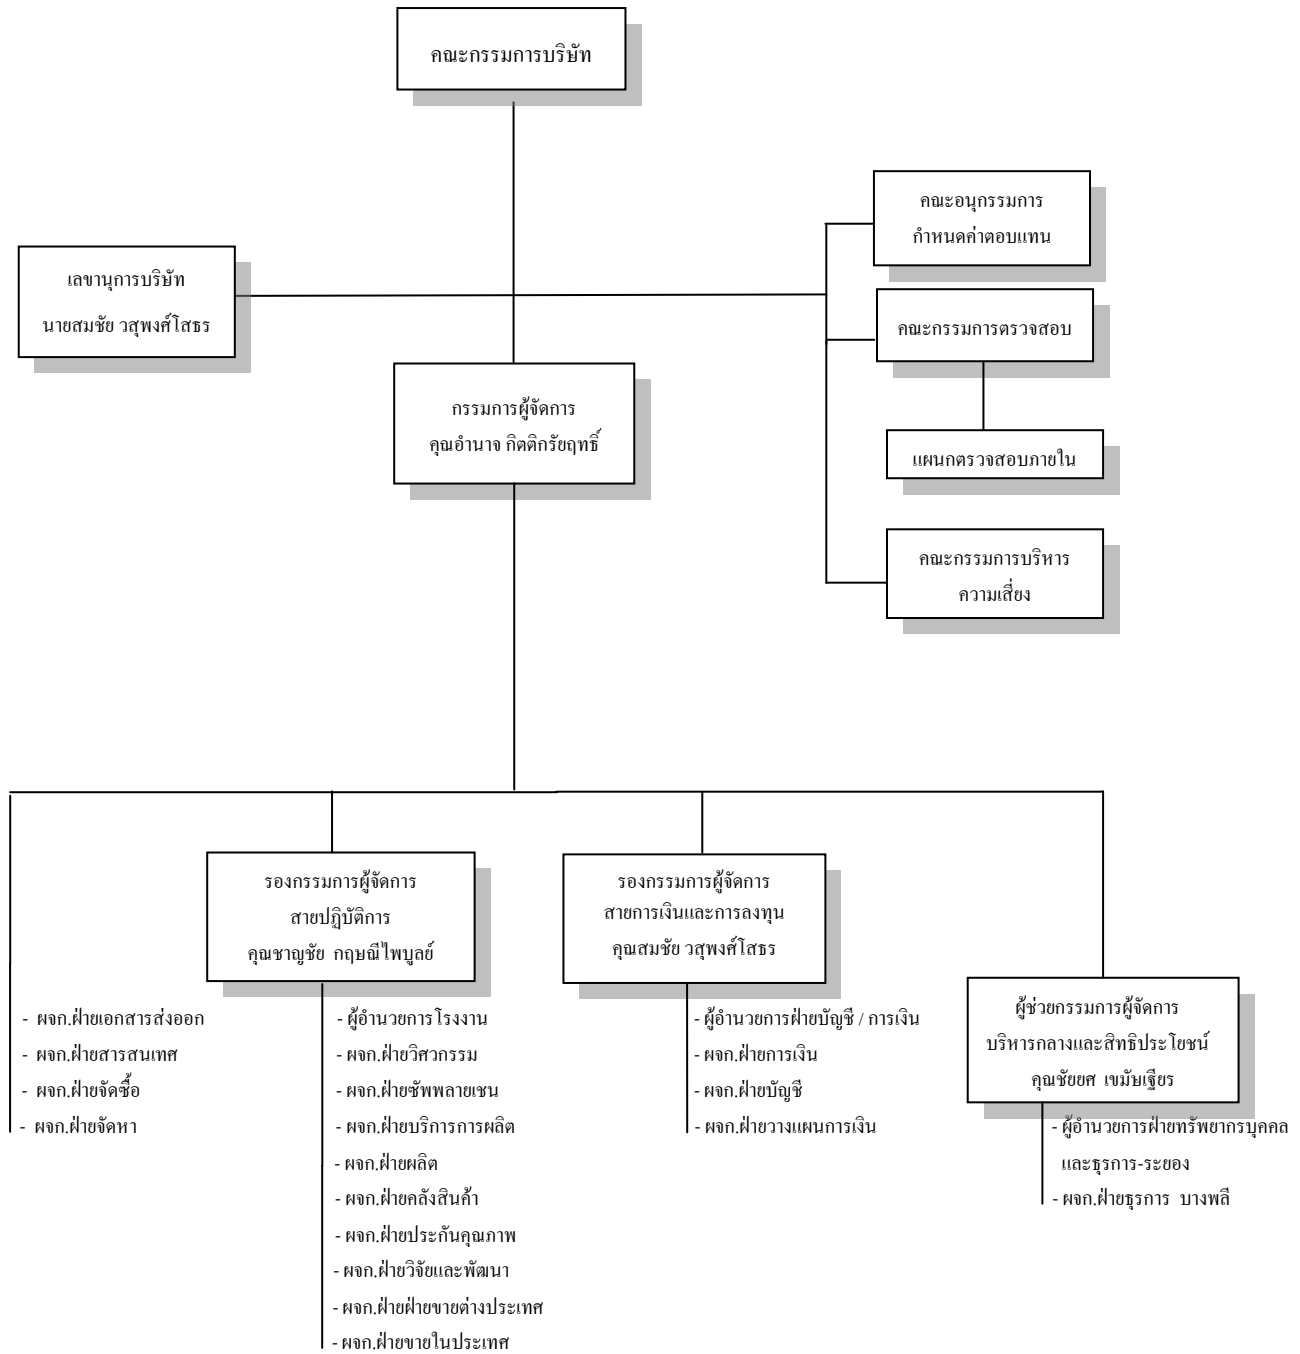 คณะกรรมการบริษัท
คณะอนุกรรมการ
กำหนดค่าตอบแทน
เลขานุการบริษัท
นายสมชัย วสุพงศ์โสธร
คณะกรรมการตรวจสอบ
กรรมการผู้จัดการ
คุณอำนาจ กิตติกรัยฤทธิ์
แผนกตรวจสอบภายใน
คณะกรรมการบริหาร
ความเสี่ยง
- ผจก.ฝ่ายเอกสารส่งออก
- ผจก.ฝ่ายสารสนเทศ
- ผจก.ฝ่ายจัดซื้อ
- ผจก.ฝ่ายจัดหา
รองกรรมการผู้จัดการ
สายปฏิบัติการ
คุณชาญชัย กฤษณีไพบูลย์
- ผู้อำนวยการโรงงาน
- ผจก.ฝ่ายวิศวกรรม
- ผจก.ฝ่ายซัพพลายเชน
- ผจก.ฝ่ายบริการการผลิต
- ผจก.ฝ่ายผลิต
- ผจก.ฝ่ายคลังสินค้า
- ผจก.ฝ่ายประกันคุณภาพ
- ผจก.ฝ่ายวิจัยและพัฒนา
- ผจก.ฝ่ายฝ่ายขายต่างประเทศ
- ผจก.ฝ่ายขายในประเทศ
รองกรรมการผู้จัดการ
สายการเงินและการลงทุน
คุณสมชัย วสุพงศ์โสธร
- ผู้อำนวยการฝ่ายบัญชี / การเงิน
- ผจก.ฝ่ายการเงิน
- ผจก.ฝ่ายบัญชี
- ผจก.ฝ่ายวางแผนการเงิน
ผู้ช่วยกรรมการผู้จัดการ
บริหารกลางและสิทธิประโยชน์
คุณชัยยศ เขมัษเฐียร
- ผู้อำนวยการฝ่ายทรัพยากรบุคคล
และธุรการ-ระยอง
- ผจก.ฝ่ายธุรการ บางพลี